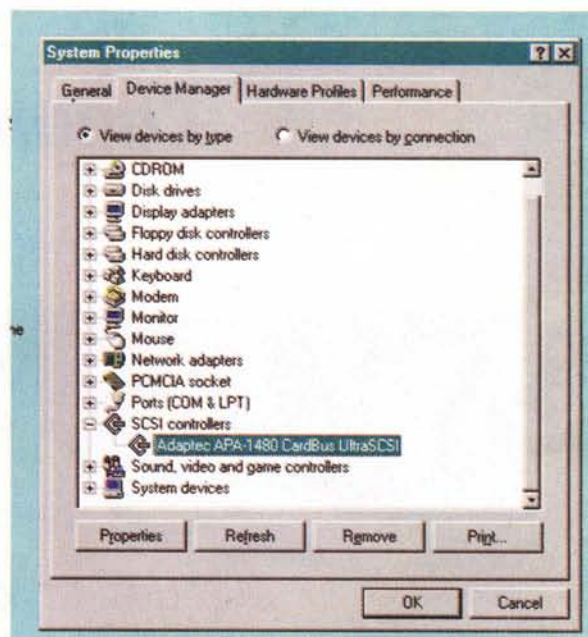 System Properties
General Device Manager Hardware Profiles Performance
View devices by type View devices by connection
CDROM
Disk drives
Display adapters
Floppy disk controllers
Hard disk controllers
Keyboard
Modem
Monitor
Mouse
Network adapters
PCMCIA socket
Ports (COM & LPT)
SCSI controllers
Adaptec APA-1480 CardBus UltraSCSI
Sound, video and game controllers
System devices
Properties Refresh Remove Print...
OK Cancel